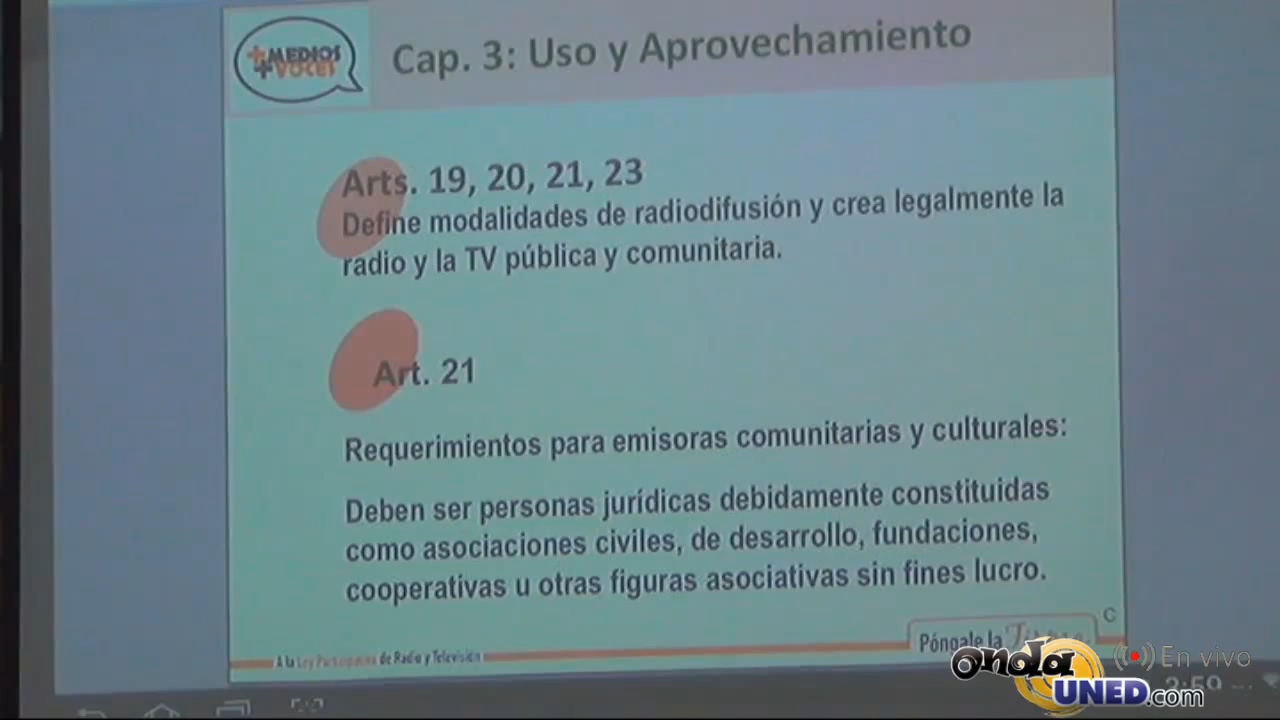 +MEDIOS
+VOCES
Cap. 3: Uso y Aprovechamiento
Arts. 19, 20, 21, 23
Define modalidades de radiodifusión y crea legalmente la
radio y la TV pública y comunitaria.
Art. 21
Requerimientos para emisoras comunitarias y culturales:
Deben ser personas jurídicas debidamente constituidas
como asociaciones civiles, de desarrollo, fundaciones,
cooperativas u otras figuras asociativas sin fines lucro.
C
Póngale la
A la Ley Participativa de Radio y Televisión
onda
UNED.com
En vivo